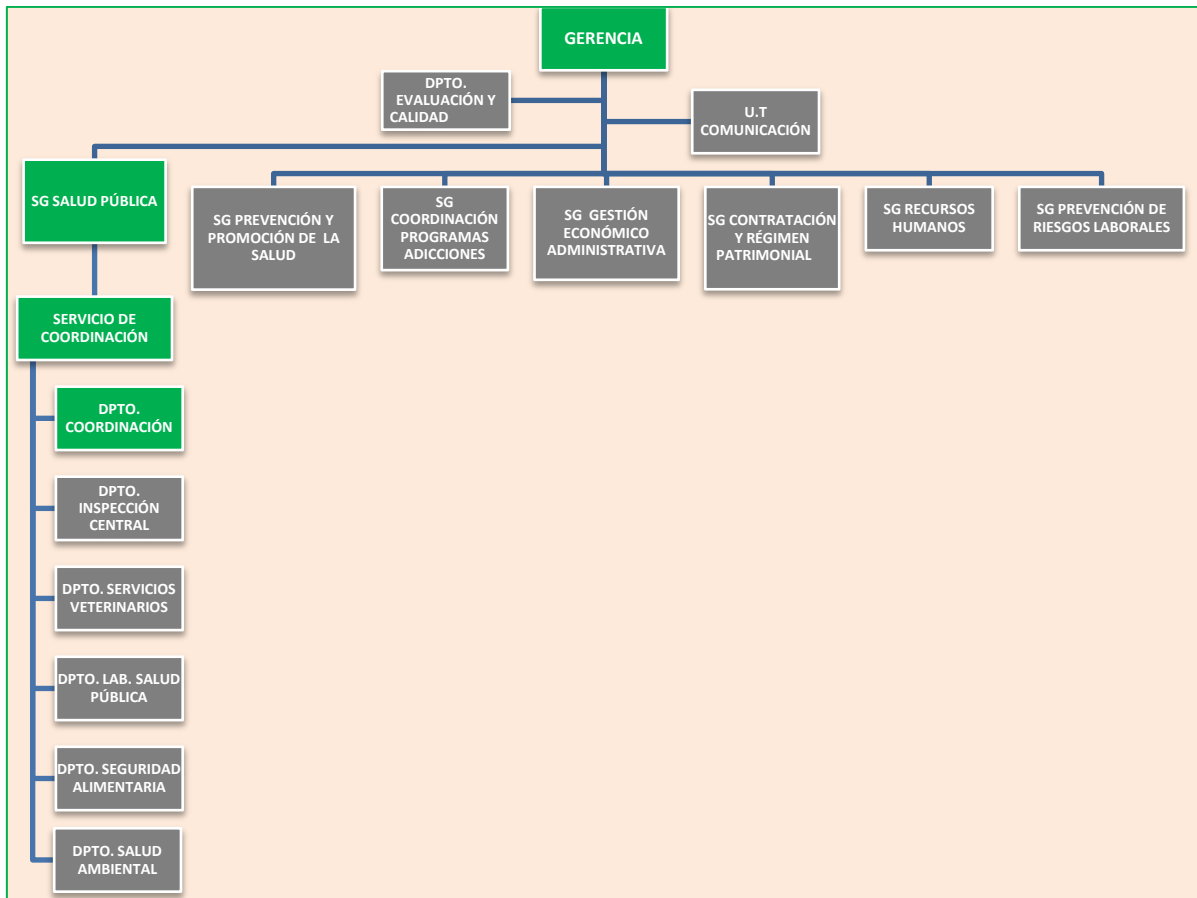 GERENCIA
DPTO.
EVALUACIÓN Y
CALIDAD
U.T
COMUNICACIÓN
SG SALUD PÚBLICA
SG PREVENCIÓN Y
PROMOCIÓN DE LA
SALUD
SG
COORDINACIÓN
PROGRAMAS
ADICCIONES
SG GESTIÓN
ECONÓMICO
ADMINISTRATIVA
SG CONTRATACIÓN
Y RÉGIMEN
PATRIMONIAL
SG RECURSOS
HUMANOS
SG PREVENCIÓN DE
RIESGOS LABORALES
SERVICIO DE
COORDINACIÓN
DPTO.
COORDINACIÓN
DPTO.
INSPECCIÓN
CENTRAL
DPTO. SERVICIOS
VETERINARIOS
DPTO. LAB. SALUD
PÚBLICA
DPTO. SEGURIDAD
ALIMENTARIA
DPTO. SALUD
AMBIENTAL